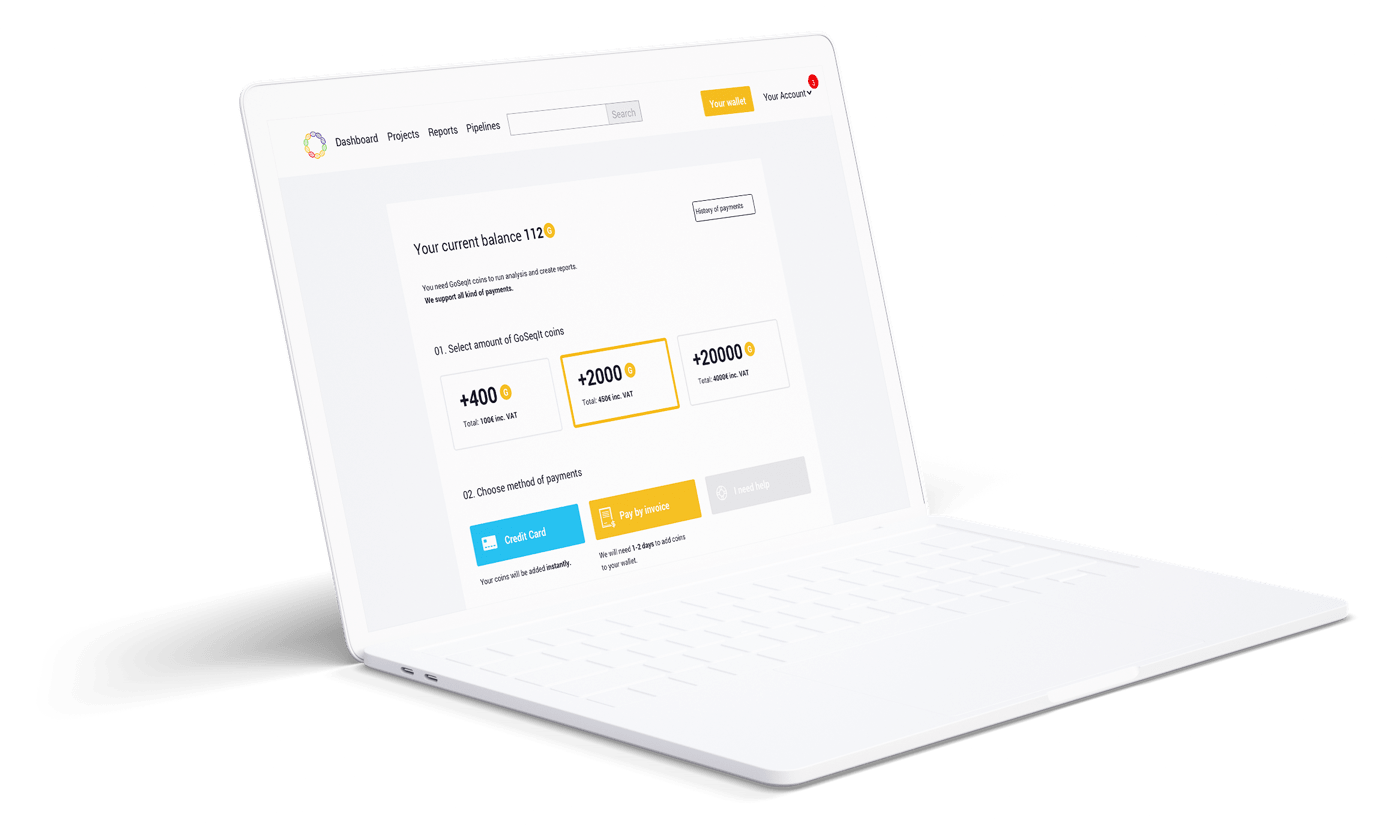 Dashboard Projects Reports Pipelines Search Your wallet Your Account
History of payments
Your current balance 112 G
You need GoSeqIt coins to run analysis and create reports.
We support all kind of payments.
01. Select amount of GoSeqIt coins
+400 G
Total: 100€ inc. VAT
+2000 G
Total: 450€ inc. VAT
+20000 G
Total: 4000€ inc. VAT
02. Choose method of payments
Credit Card
Your coins will be added instantly.
Pay by invoice
We will need 1-2 days to add coins
to your wallet.
I need help